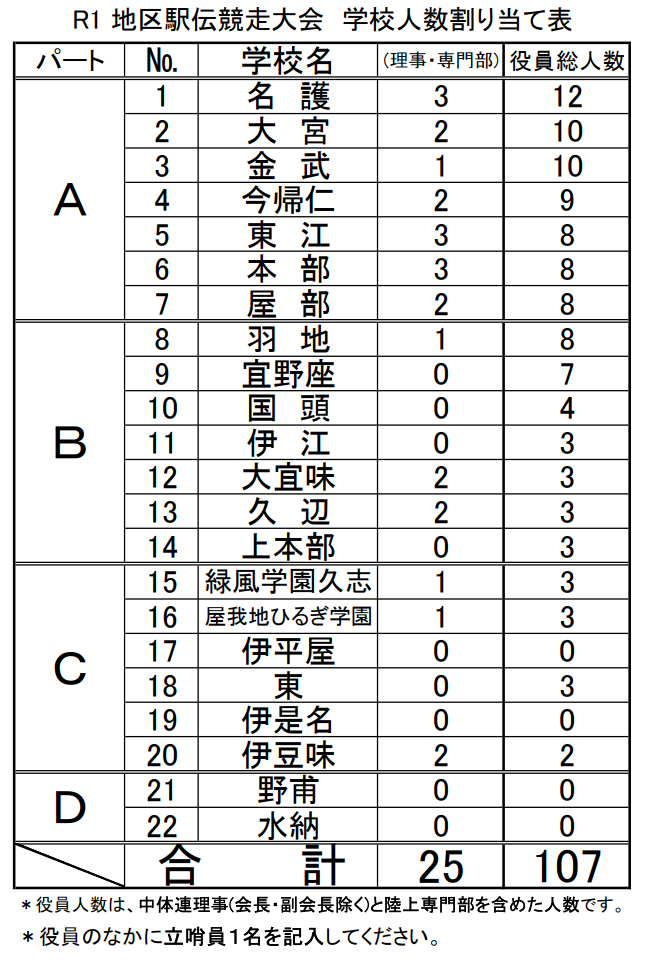 R1 地区駅伝競走大会 学校人数割り当て表
パート No. 学校名 (理事・専門部) 役員総人数
A
1 名護 3 12
2 大宮 2 10
3 金武 1 10
4 今帰仁 2 9
5 東江 3 8
6 本部 3 8
7 屋部 2 8
B
8 羽地 1 8
9 宜野座 0 7
10 国頭 0 4
11 伊江 0 3
12 大宜味 2 3
13 久辺 2 3
14 上本部 0 3
C
15 緑風学園久志 1 3
16 屋我地ひるぎ学園 1 3
17 伊平屋 0 0
18 東 0 3
19 伊是名 0 0
20 伊豆味 2 2
D
21 野甫 0 0
22 水納 0 0
合計 25 107
＊役員人数は、中体連理事(会長・副会長除く)と陸上専門部を含めた人数です。
＊役員のなかに立哨員１名を記入してください。